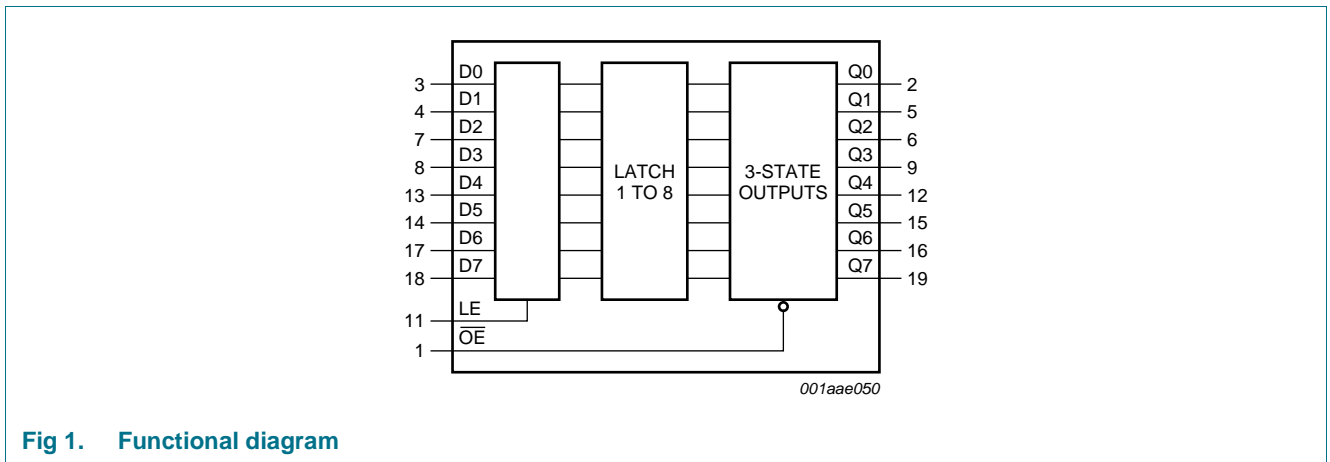 D0 Q0
3 2
D1 Q1
4 5
D2 Q2
7 6
D3 Q3
8 9
LATCH 3-STATE
D4 Q4
1 TO 8 OUTPUTS
13 12
D5 Q5
14 15
D6 Q6
17 16
D7 Q7
18 19
LE
11
O̅E̅
1
001aae050
Fig 1. Functional diagram